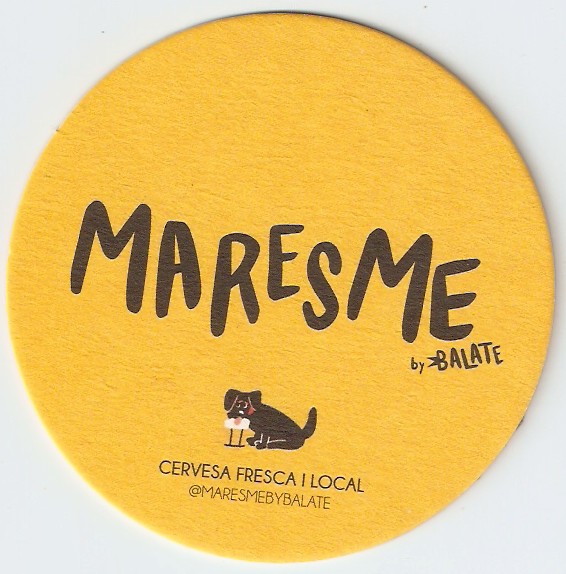 MARESME
by BALATE
CERVESA FRESCA I LOCAL
@MARESMEBYBALATE